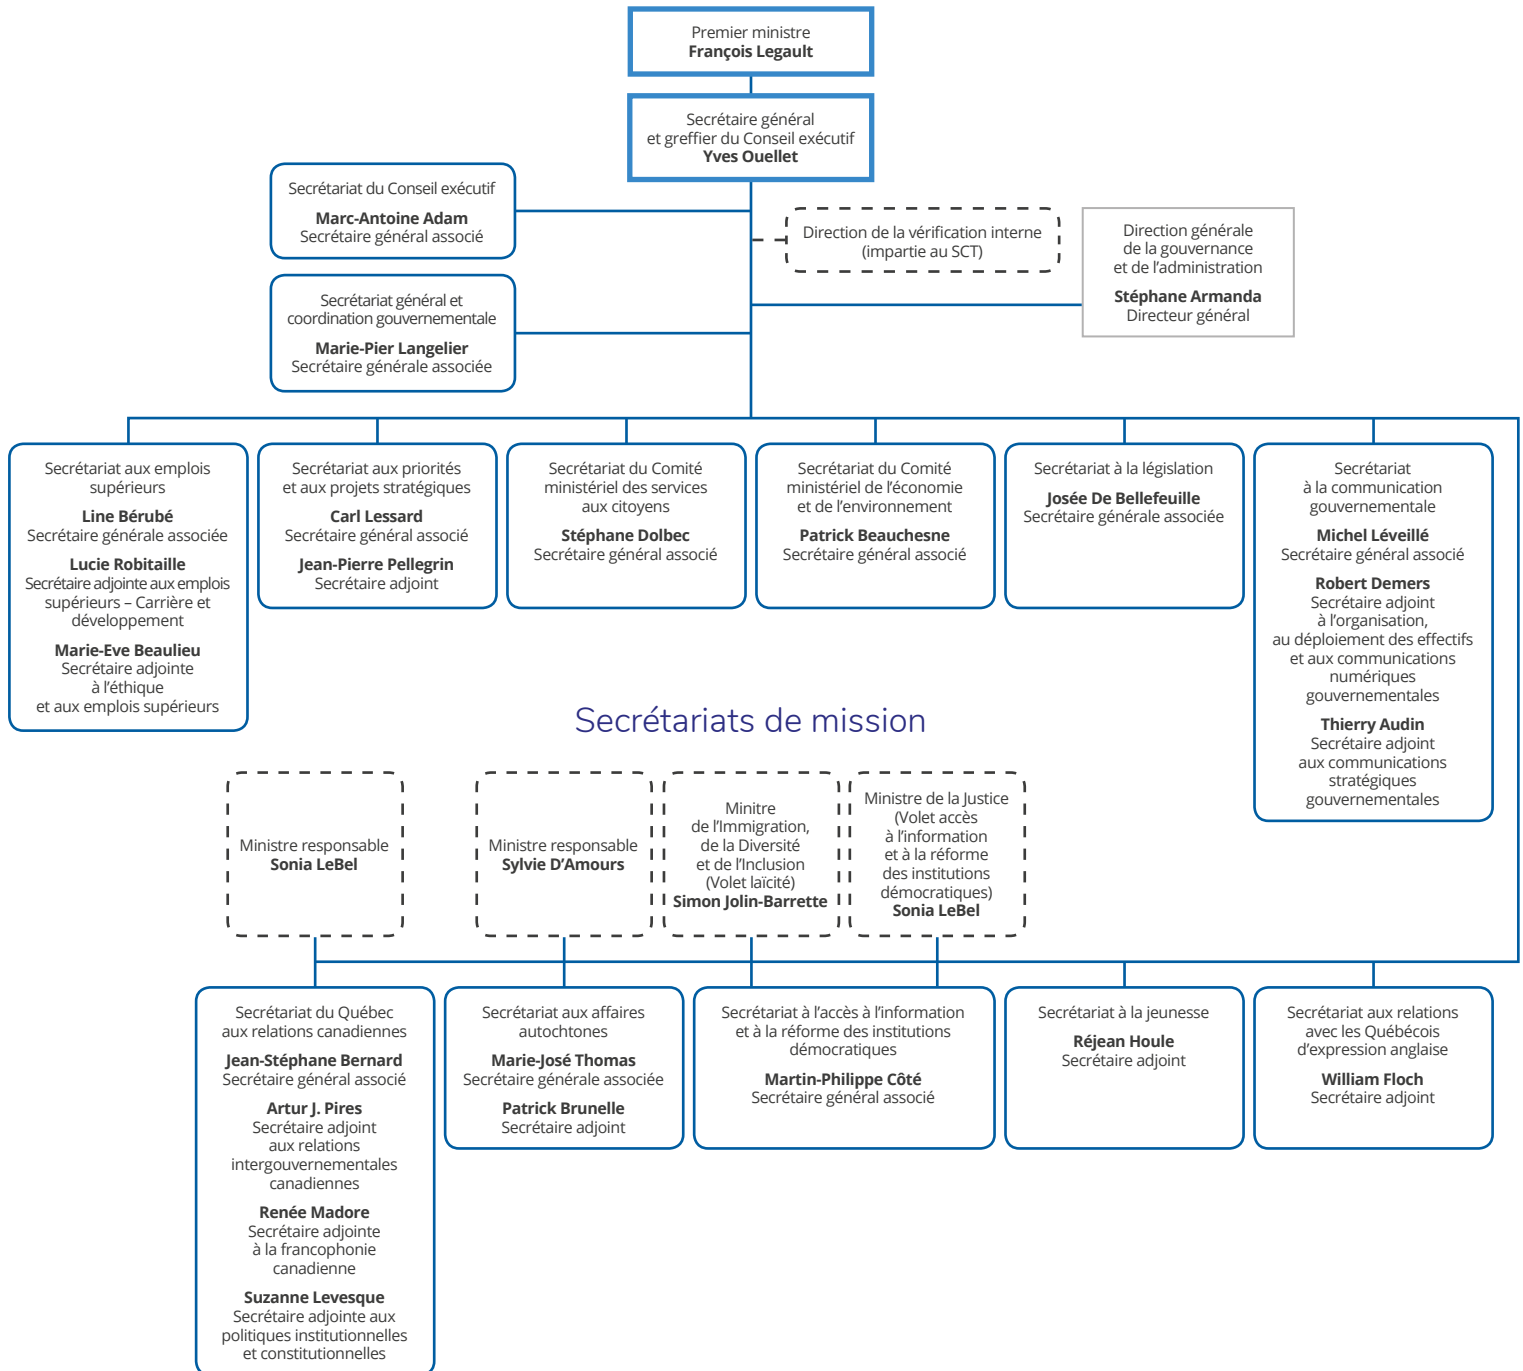 Premier ministre
François Legault
Secrétaire général
et greffier du Conseil exécutif
Yves Ouellet
Secrétariat du Conseil exécutif
Marc-Antoine Adam
Secrétaire général associé
Direction de la vérification interne
(impartie au SCT)
Direction générale
de la gouvernance
et de l'administration
Stéphane Armanda
Directeur général
Secrétariat général et
coordination gouvernementale
Marie-Pier Langelier
Secrétaire générale associée
Secrétariat aux emplois
supérieurs
Line Bérubé
Secrétaire générale associée
Lucie Robitaille
Secrétaire adjointe aux emplois
supérieurs – Carrière et
développement
Marie-Eve Beaulieu
Secrétaire adjointe
à l'éthique
et aux emplois supérieurs
Secrétariat aux priorités
et aux projets stratégiques
Carl Lessard
Secrétaire général associé
Jean-Pierre Pellegrin
Secrétaire adjoint
Secrétariat du Comité
ministériel des services
aux citoyens
Stéphane Dolbec
Secrétaire général associé
Secrétariat du Comité
ministériel de l'économie
et de l'environnement
Patrick Beauchesne
Secrétaire général associé
Secrétariat à la législation
Josée De Bellefeuille
Secrétaire générale associée
Secrétariat
à la communication
gouvernementale
Michel Léveillé
Secrétaire général associé
Robert Demers
Secrétaire adjoint
à l'organisation,
au déploiement des effectifs
et aux communications
numériques
gouvernementales
Thierry Audin
Secrétaire adjoint
aux communications
stratégiques
gouvernementales
Secrétariats de mission
Ministre responsable
Sonia LeBel
Ministre responsable
Sylvie D'Amours
Minitre
de l'Immigration,
de la Diversité
et de l'Inclusion
(Volet laïcité)
Simon Jolin-Barrette
Ministre de la Justice
(Volet accès
à l'information
et à la réforme
des institutions
démocratiques)
Sonia LeBel
Secrétariat du Québec
aux relations canadiennes
Jean-Stéphane Bernard
Secrétaire général associé
Artur J. Pires
Secrétaire adjoint
aux relations
intergouvernementales
canadiennes
Renée Madore
Secrétaire adjointe
à la francophonie
canadienne
Suzanne Levesque
Secrétaire adjointe aux
politiques institutionnelles
et constitutionnelles
Secrétariat aux affaires
autochtones
Marie-José Thomas
Secrétaire générale associée
Patrick Brunelle
Secrétaire adjoint
Secrétariat à l'accès à l'information
et à la réforme des institutions
démocratiques
Martin-Philippe Côté
Secrétaire général associé
Secrétariat à la jeunesse
Réjean Houle
Secrétaire adjoint
Secrétariat aux relations
avec les Québécois
d'expression anglaise
William Floch
Secrétaire adjoint